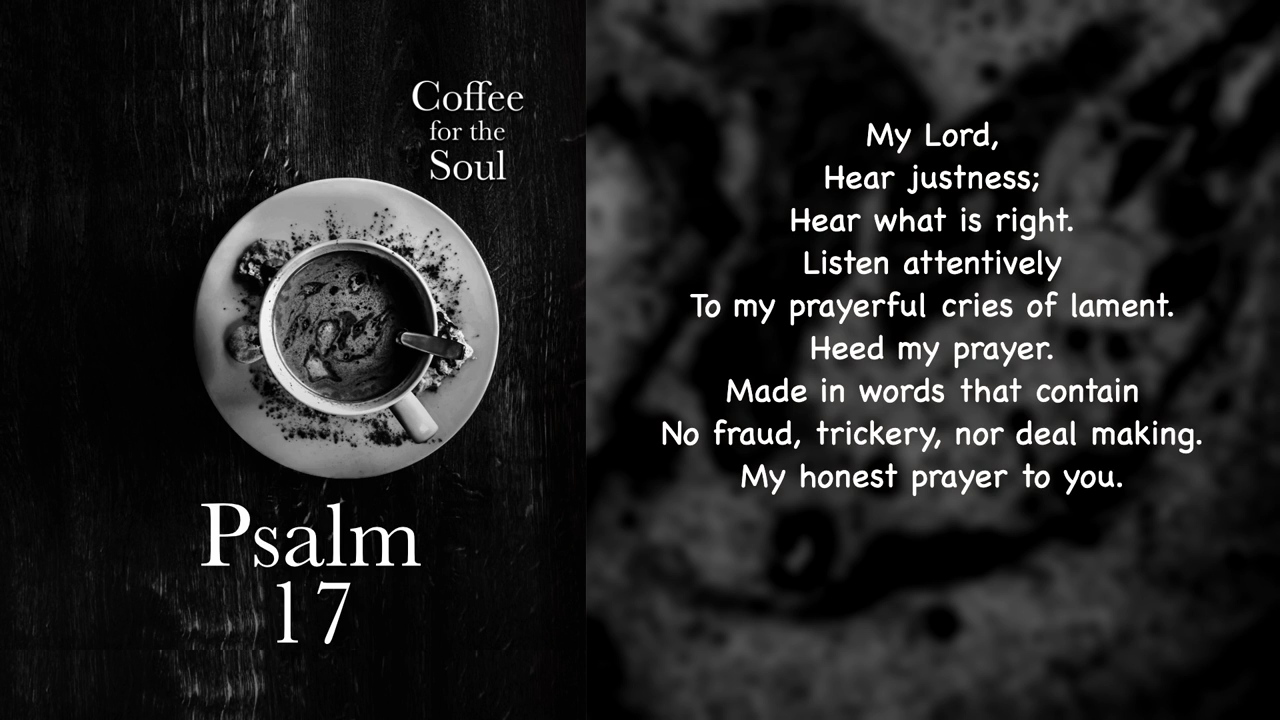 Coffee
for the
Soul
Psalm
17
My Lord,
Hear justness;
Hear what is right.
Listen attentively
To my prayerful cries of lament.
Heed my prayer.
Made in words that contain
No fraud, trickery, nor deal making.
My honest prayer to you.